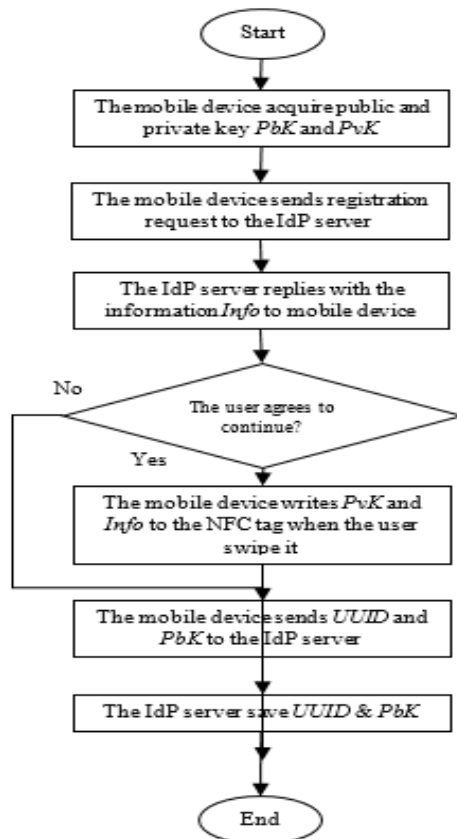 Start
The mobile device acquire public and
private key PbK and PvK
The mobile device sends registration
request to the IdP server
The IdP server replies with the
information Info to mobile device
No
The user agrees to
continue?
Yes
The mobile device writes PvK and
Info to the NFC tag when the user
swipe it
The mobile device sends UUID and
PbK to the IdP server
The IdP server save UUID & PbK
End